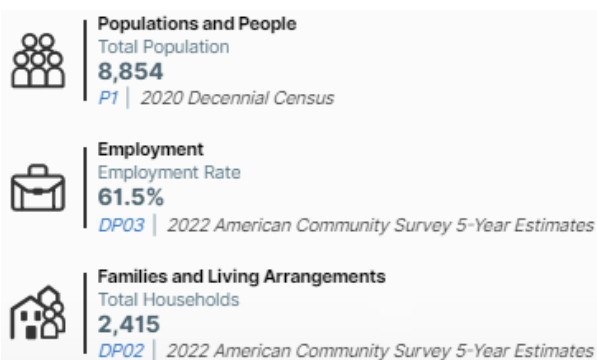 Populations and People
Total Population
8,854
P1 | 2020 Decennial Census
Employment
Employment Rate
61.5%
DP03 | 2022 American Community Survey 5-Year Estimates
Families and Living Arrangements
Total Households
2,415
DP02 | 2022 American Community Survey 5-Year Estimates